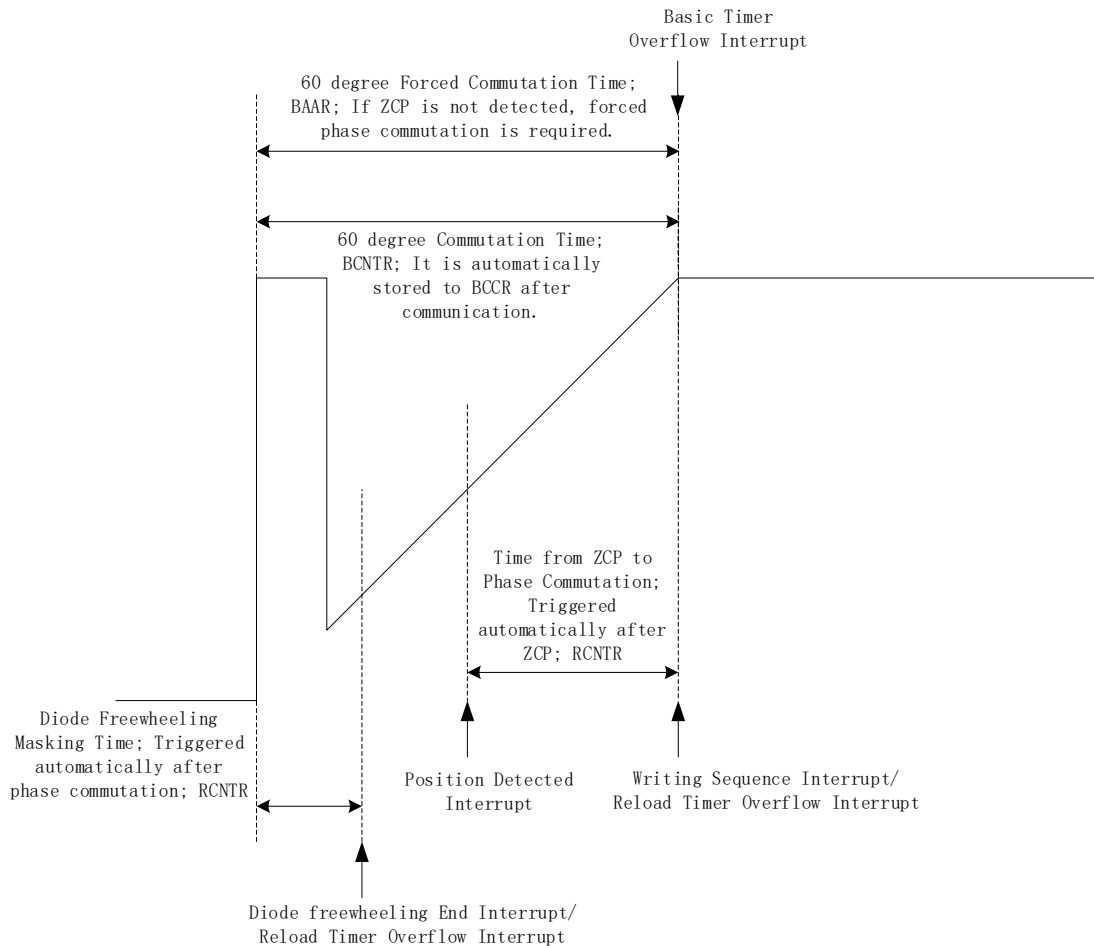 Basic Timer
Overflow Interrupt
60 degree Forced Commutation Time;
BAAR; If ZCP is not detected, forced
phase commutation is required.
60 degree Commutation Time;
BCNTR; It is automatically
stored to BCCR after
communication.
Time from ZCP to
Phase Commutation;
Triggered
automatically after
ZCP; RCNTR
Diode Freewheeling
Masking Time; Triggered
automatically after
phase commutation; RCNTR
Position Detected
Interrupt
Writing Sequence Interrupt/
Reload Timer Overflow Interrupt
Diode freewheeling End Interrupt/
Reload Timer Overflow Interrupt